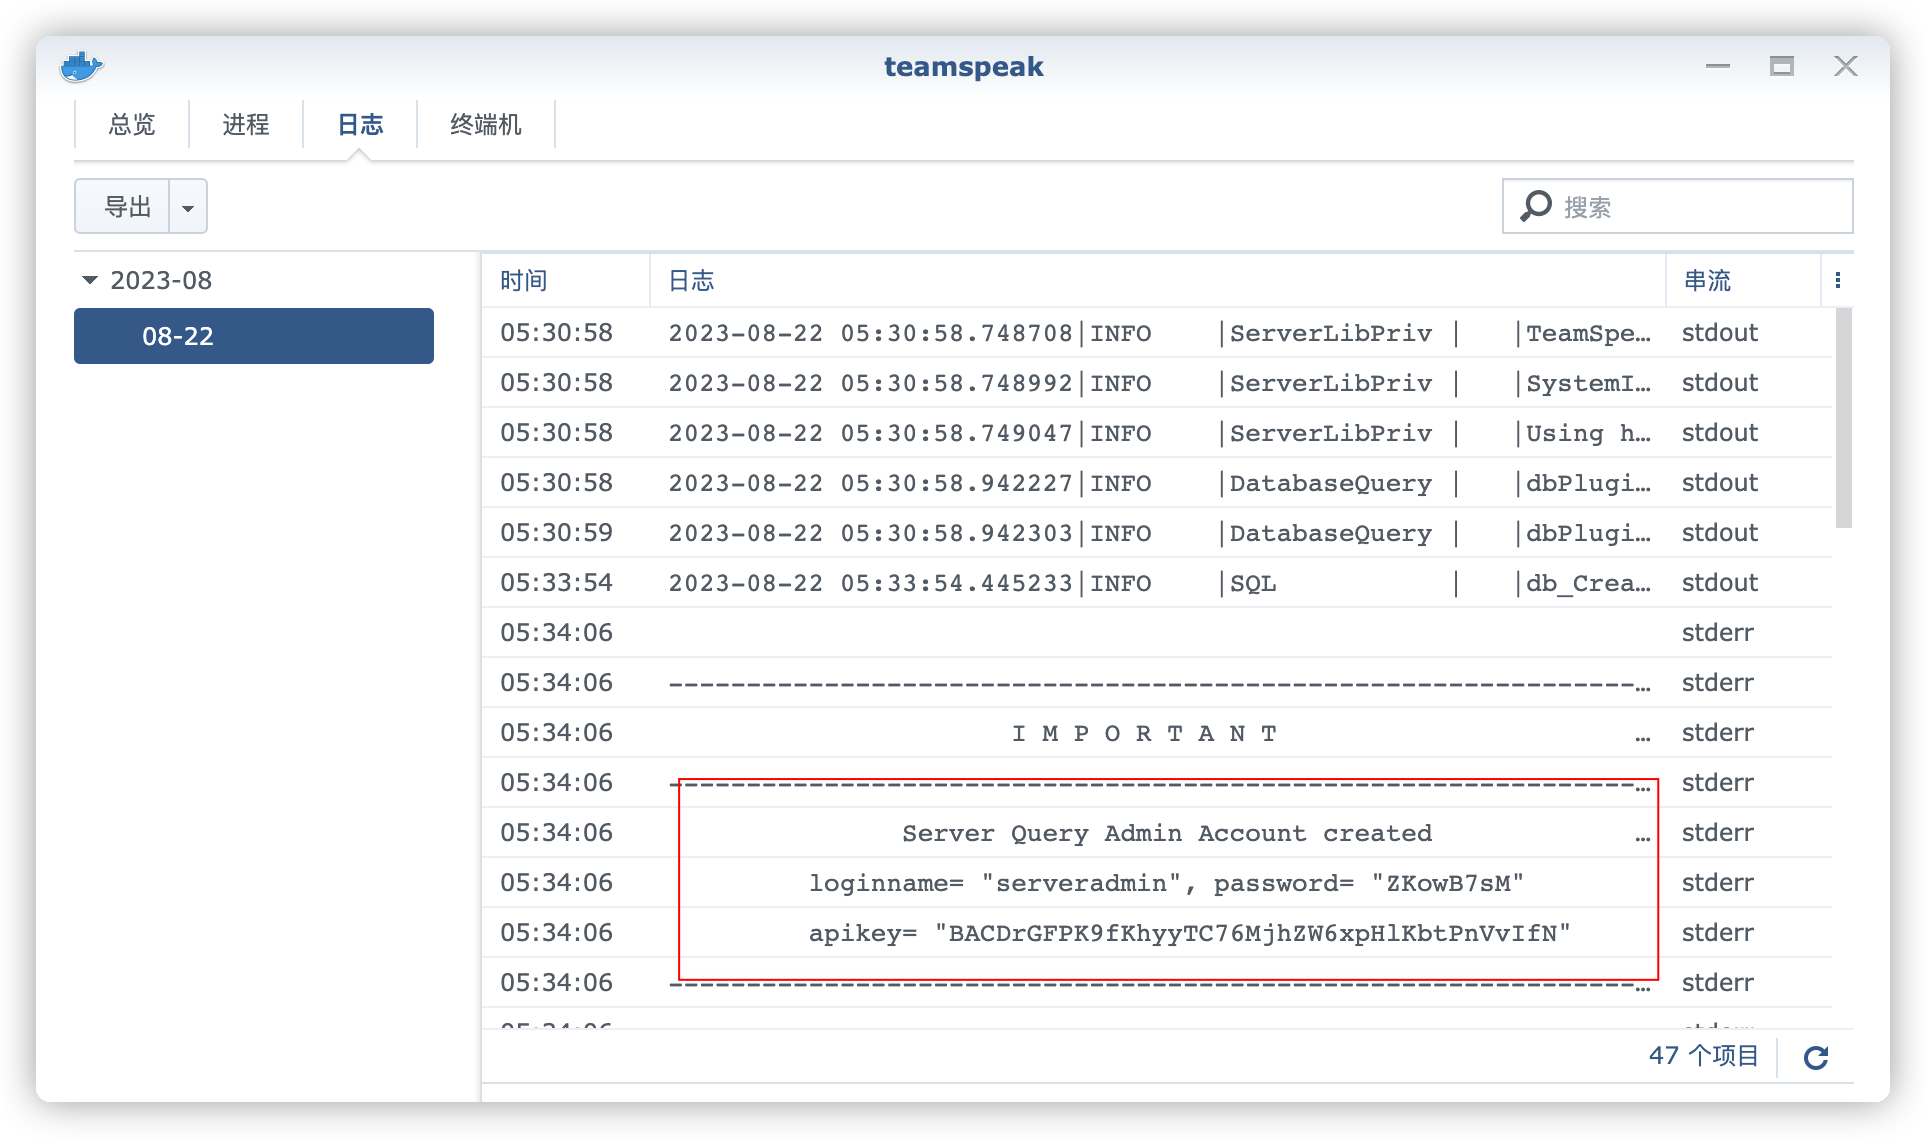 teamspeak
总览 进程 日志 终端机
导出 搜索
2023-08
08-22
时间 日志 串流
05:30:58 2023-08-22 05:30:58.748708|INFO |ServerLibPriv | |TeamSpe… stdout
05:30:58 2023-08-22 05:30:58.748992|INFO |ServerLibPriv | |SystemI… stdout
05:30:58 2023-08-22 05:30:58.749047|INFO |ServerLibPriv | |Using h… stdout
05:30:58 2023-08-22 05:30:58.942227|INFO |DatabaseQuery | |dbPlugi… stdout
05:30:59 2023-08-22 05:30:58.942303|INFO |DatabaseQuery | |dbPlugi… stdout
05:33:54 2023-08-22 05:33:54.445233|INFO |SQL | |db_Crea… stdout
05:34:06 stderr
05:34:06 ---------------------------------------------------------------… stderr
05:34:06 I M P O R T A N T … stderr
05:34:06 ---------------------------------------------------------------… stderr
05:34:06 Server Query Admin Account created … stderr
05:34:06 loginname= "serveradmin", password= "ZKowB7sM" stderr
05:34:06 apikey= "BACDrGFPK9fKhyyTC76MjhZW6xpHlKbtPnVvIfN" stderr
05:34:06 ---------------------------------------------------------------… stderr
05:34:06 stderr
47 个项目